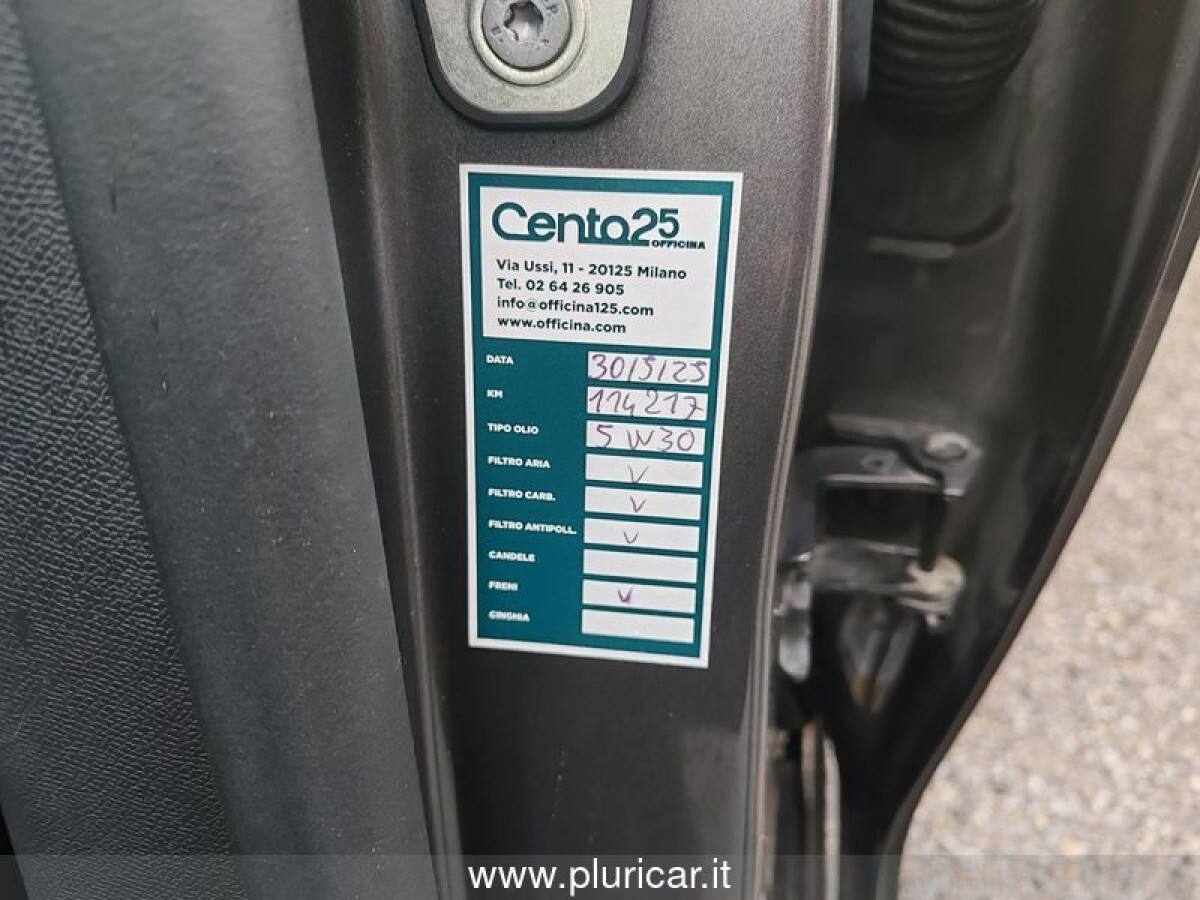 Cento25
OFFICINA
Via Ussi, 11 - 20125 Milano
Tel. 02 64 26 905
info@officina125.com
www.officina.com
DATA 30/5/25
KM 114217
TIPO OLIO 5W30
FILTRO ARIA V
FILTRO CARB. V
FILTRO ANTIPOLL. V
CANDELE
FRENI V
CINGHIA
www.pluricar.it